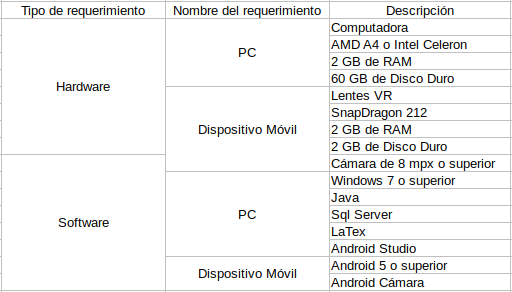 Tipo de requerimiento Nombre del requerimiento Descripción
Computadora
AMD A4 o Intel Celeron
PC
2 GB de RAM
60 GB de Disco Duro
Hardware
Lentes VR
SnapDragon 212
Dispositivo Móvil
2 GB de RAM
2 GB de Disco Duro
Cámara de 8 mpx o superior
Windows 7 o superior
Java
Software
PC
Sql Server
LaTex
Android Studio
Dispositivo Móvil
Android 5 o superior
Android Cámara